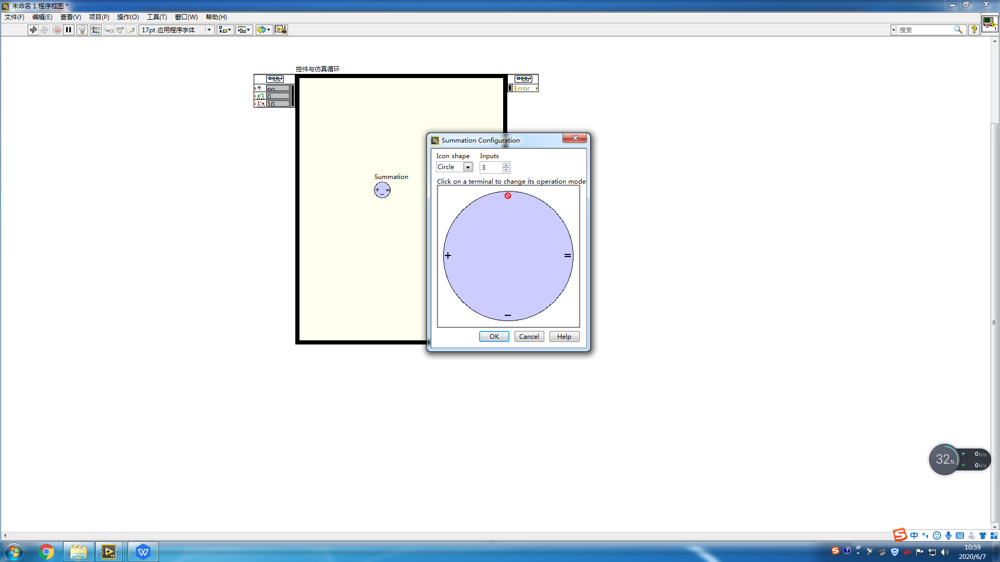 未命名 1 程序框图 *
文件(F) 编辑(E) 查看(V) 项目(P) 操作(O) 工具(T) 窗口(W) 帮助(H)
17pt 应用程序字体
搜索
控件与仿真循环
no
0
10
Error
Summation
+ − =
Summation Configuration
Icon shape Inputs
Circle 3
Click on a terminal to change its operation mode
+ =
−
OK Cancel Help
32% 0K/s
0K/s
中
10:59
2020/6/7